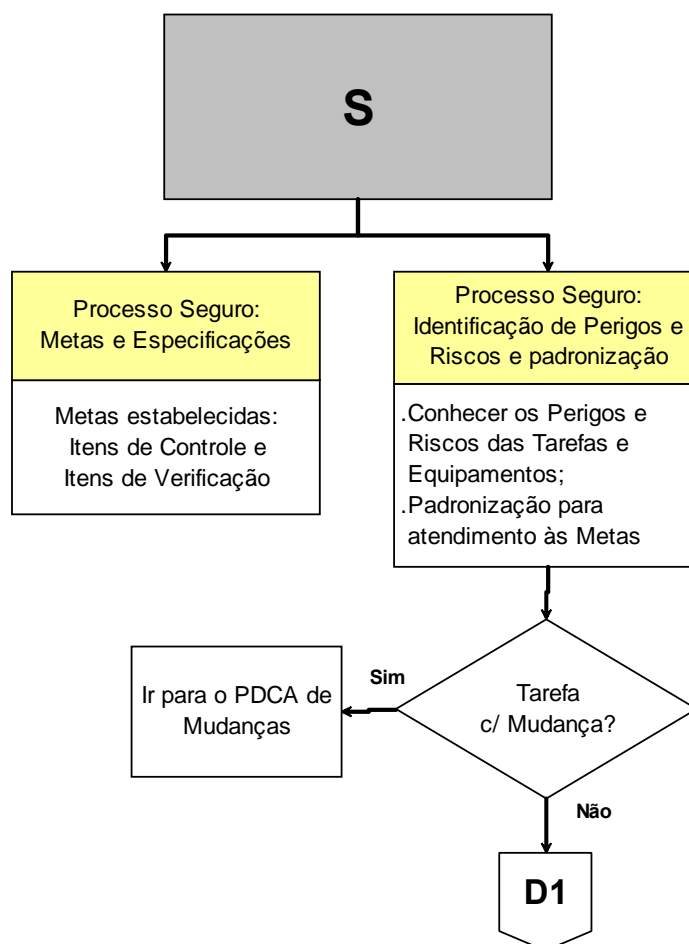 S
Processo Seguro:
Metas e Especificações
Metas estabelecidas:
Itens de Controle e
Itens de Verificação
Processo Seguro:
Identificação de Perigos e
Riscos e padronização
.Conhecer os Perigos e
Riscos das Tarefas e
Equipamentos;
.Padronização para
atendimento às Metas
Tarefa
c/ Mudança?
Sim
Ir para o PDCA de
Mudanças
Não
D1